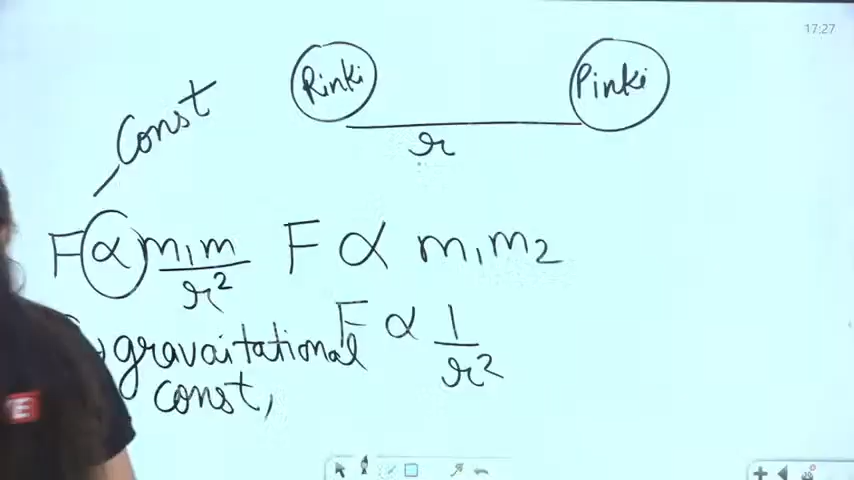 17:27
Rinki
Pinki
r
Const
F ∝ m₁m / r²
F ∝ m₁m₂
F ∝ 1 / r²
gravaitational
const,